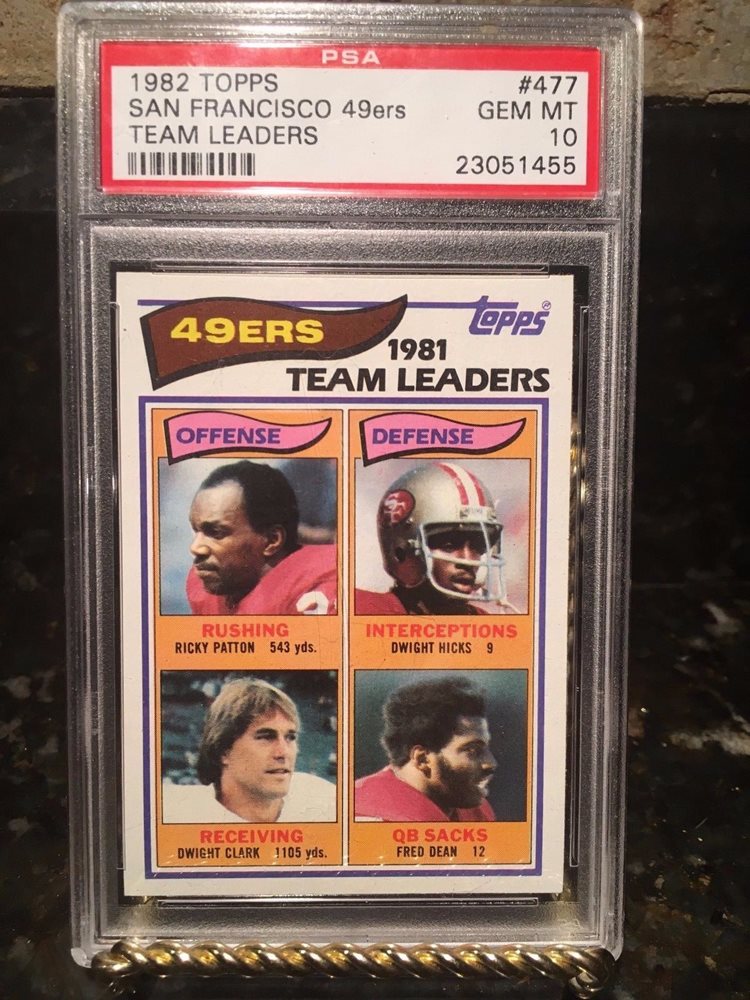 PSA
1982 TOPPS #477
SAN FRANCISCO 49ers GEM MT
TEAM LEADERS 10
23051455
49ERS
topps®
1981
TEAM LEADERS
OFFENSE
DEFENSE
RUSHING
RICKY PATTON 543 yds.
INTERCEPTIONS
DWIGHT HICKS 9
RECEIVING
DWIGHT CLARK 1105 yds.
QB SACKS
FRED DEAN 12